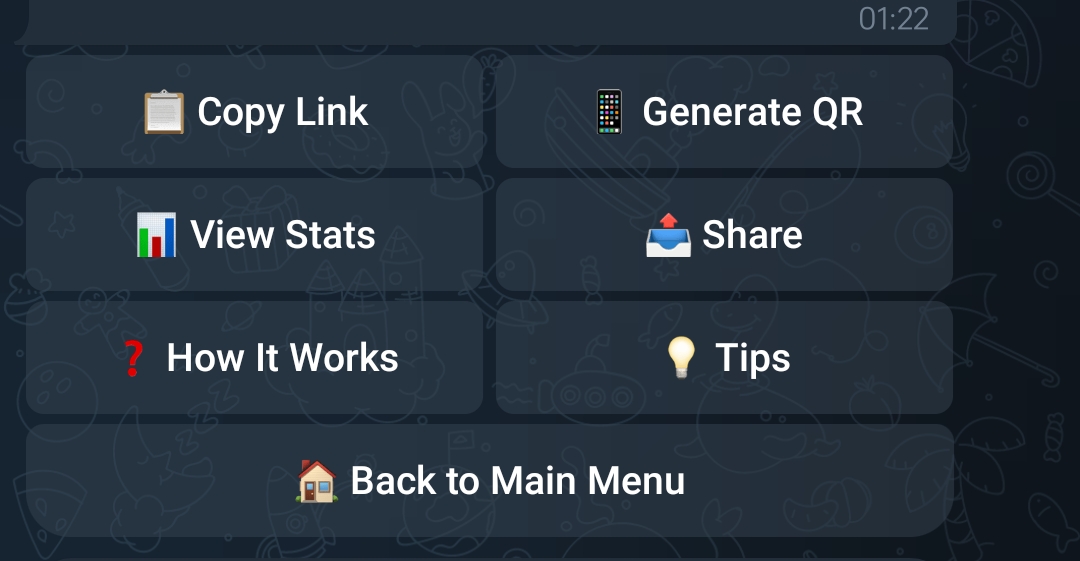 01:22
📋 Copy Link
📱 Generate QR
📊 View Stats
📤 Share
❓ How It Works
💡 Tips
🏠 Back to Main Menu